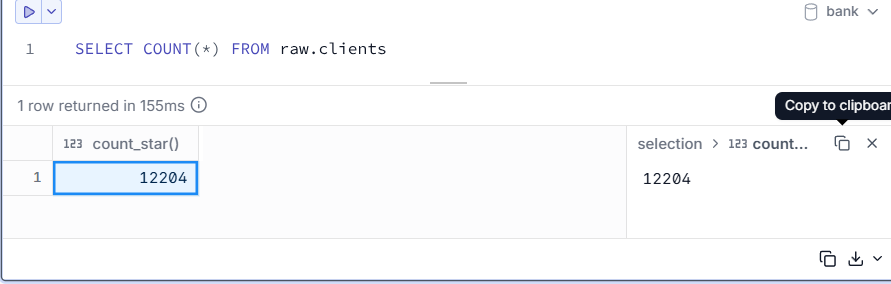 bank
1 SELECT COUNT(*) FROM raw.clients
1 row returned in 155ms
Copy to clipboar
123 count_star()
selection > 123 count...
1 12204
12204